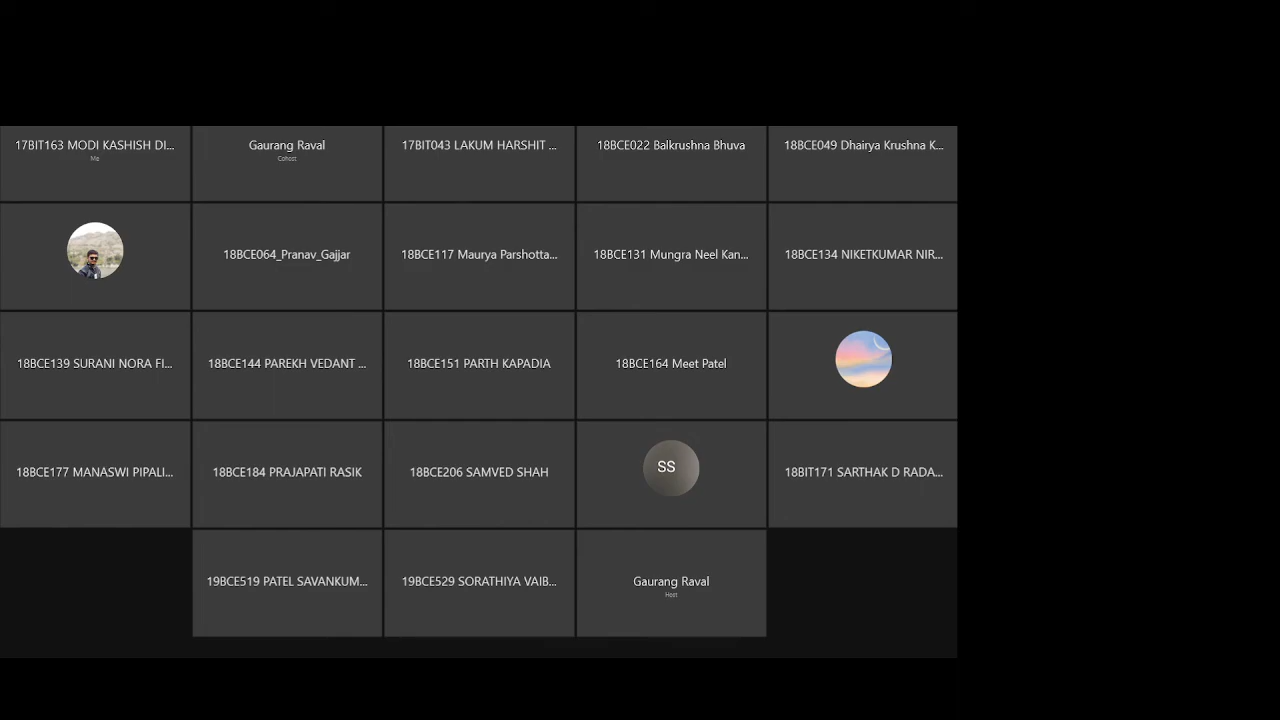 17BIT163 MODI KASHISH DI...
Me
Gaurang Raval
Cohost
17BIT043 LAKUM HARSHIT ...
18BCE022 Balkrushna Bhuva
18BCE049 Dhairya Krushna K...
18BCE064_Pranav_Gajjar
18BCE117 Maurya Parshotta...
18BCE131 Mungra Neel Kan...
18BCE134 NIKETKUMAR NIR...
18BCE139 SURANI NORA FI...
18BCE144 PAREKH VEDANT ...
18BCE151 PARTH KAPADIA
18BCE164 Meet Patel
18BCE177 MANASWI PIPALI...
18BCE184 PRAJAPATI RASIK
18BCE206 SAMVED SHAH
SS
18BIT171 SARTHAK D RADA...
19BCE519 PATEL SAVANKUM...
19BCE529 SORATHIYA VAIB...
Gaurang Raval
Host